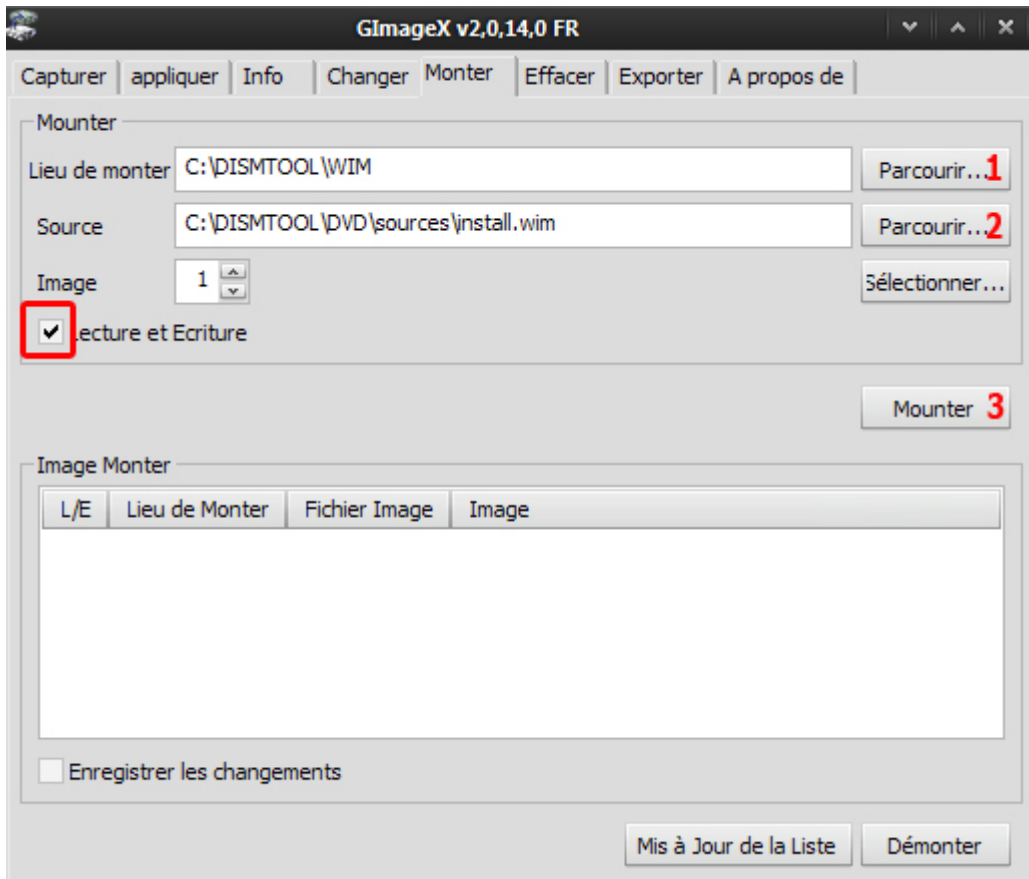 GImageX v2,0,14,0 FR
Capturer appliquer Info Changer Monter Effacer Exporter A propos de
Mounter
Lieu de monter C:\DISMTOOL\WIM Parcourir... 1
Source C:\DISMTOOL\DVD\sources\install.wim Parcourir... 2
Image 1 Sélectionner...
Lecture et Ecriture
Mounter 3
Image Monter
L/E Lieu de Monter Fichier Image Image
Enregistrer les changements
Mis à Jour de la Liste Démonter